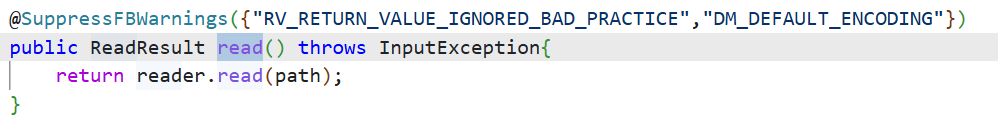 @SuppressFBWarnings({"RV_RETURN_VALUE_IGNORED_BAD_PRACTICE","DM_DEFAULT_ENCODING"})
public ReadResult read() throws InputException{
    return reader.read(path);
}